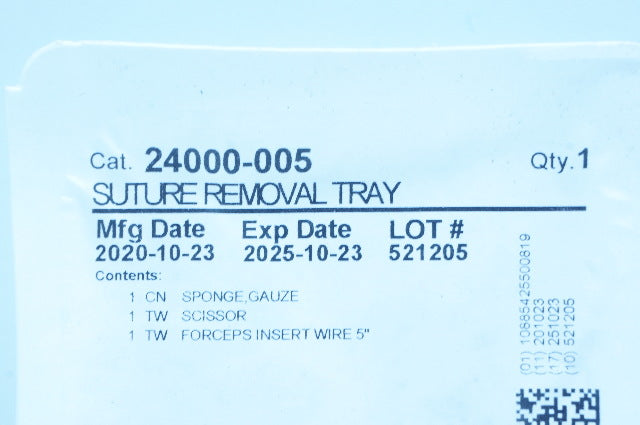 Cat. 24000-005 Qty.1
SUTURE REMOVAL TRAY
Mfg Date Exp Date LOT #
2020-10-23 2025-10-23 521205
Contents:
1 CN SPONGE,GAUZE
1 TW SCISSOR
1 TW FORCEPS INSERT WIRE 5"
(01) 10885425500819
(11) 201023
(17) 251023
(10) 521205